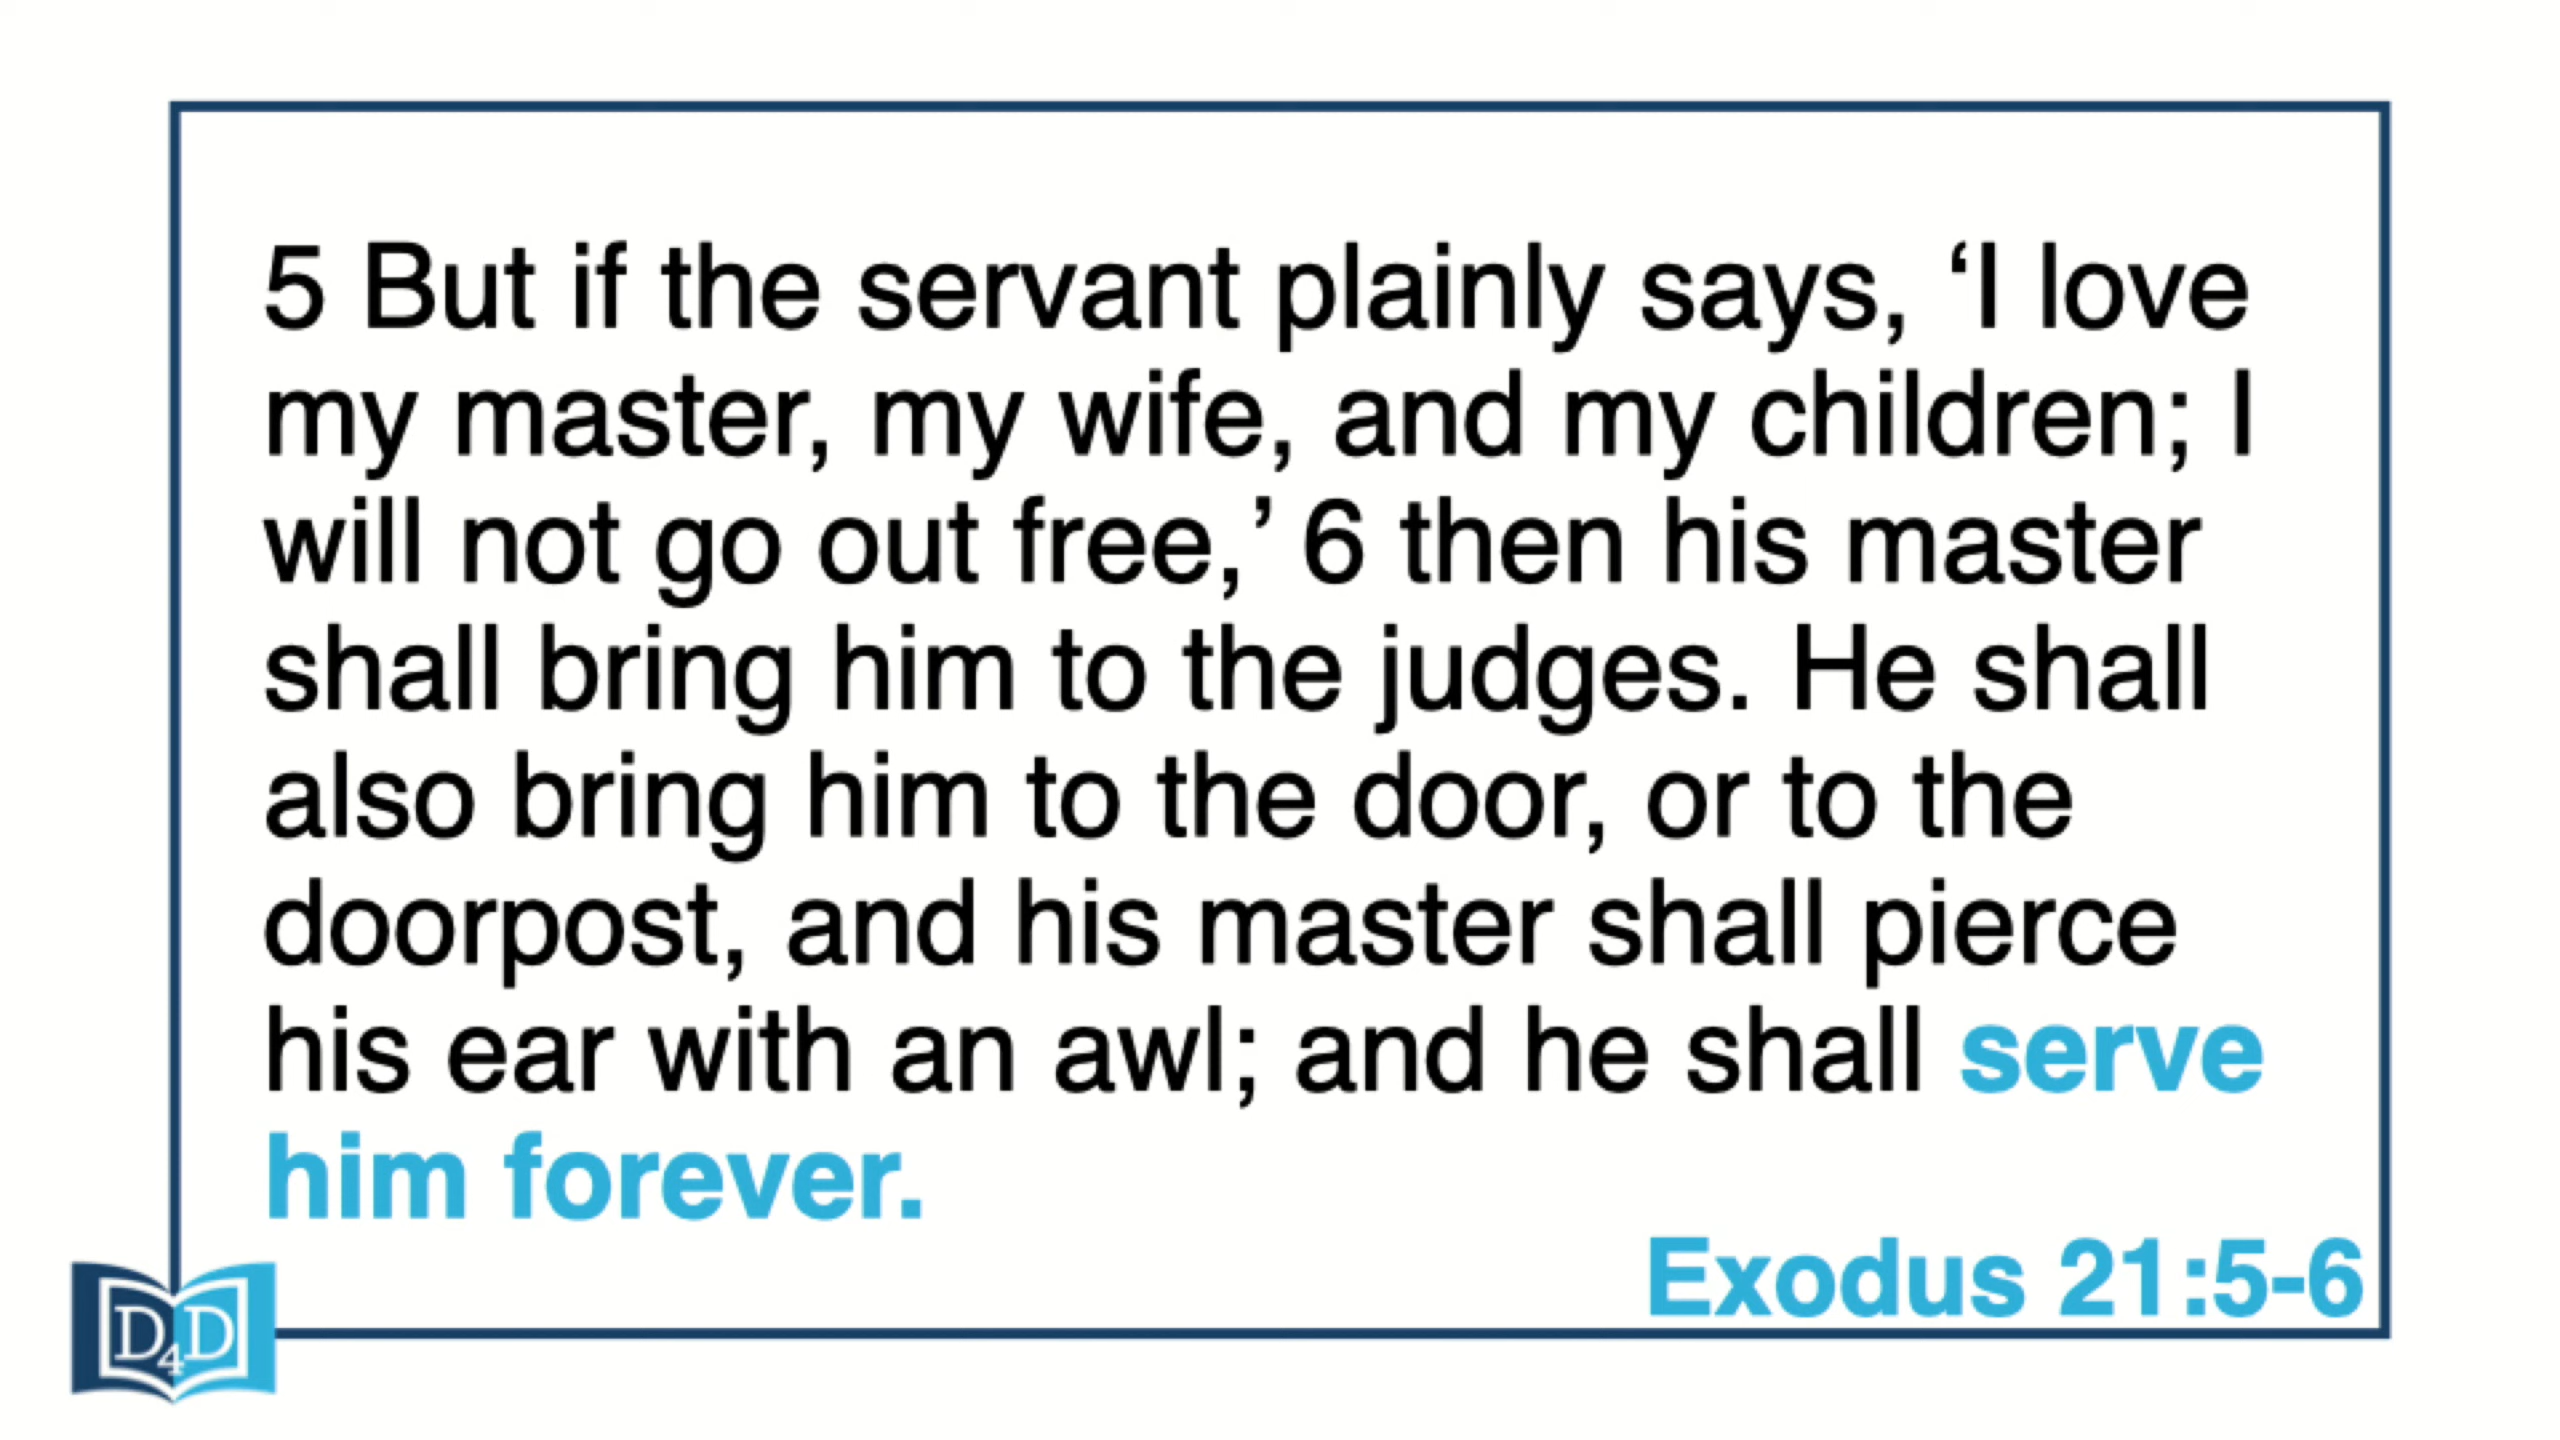 5 But if the servant plainly says, ‘I love
my master, my wife, and my children; I
will not go out free,’ 6 then his master
shall bring him to the judges. He shall
also bring him to the door, or to the
doorpost, and his master shall pierce
his ear with an awl; and he shall serve
him forever.
Exodus 21:5-6
D4D